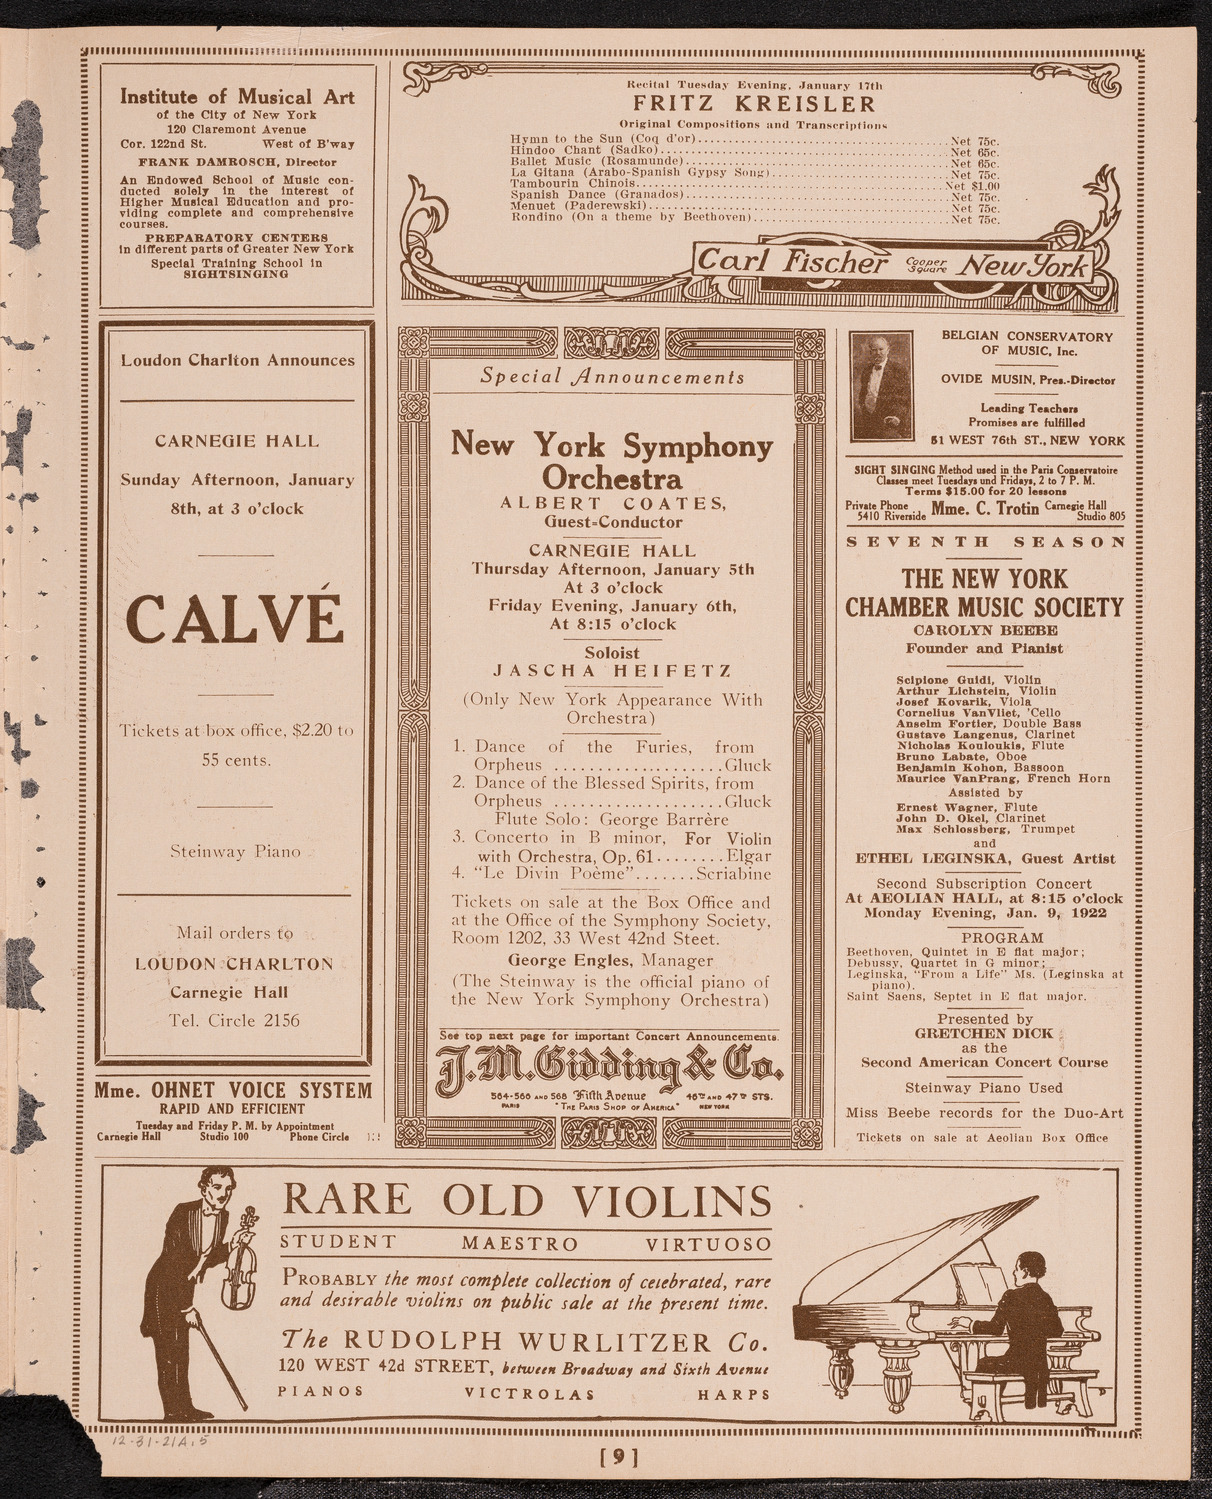 Institute of Musical Art
of the City of New York
120 Claremont Avenue
Cor. 122nd St. West of B'way
FRANK DAMROSCH, Director
An Endowed School of Music con-
ducted solely in the interest of
Higher Musical Education and pro-
viding complete and comprehensive
courses.
PREPARATORY CENTERS
in different parts of Greater New York
Special Training School in
SIGHTSINGING
Recital Tuesday Evening, January 17th
FRITZ KREISLER
Original Compositions and Transcriptions
Hymn to the Sun (Coq d'or)........Net 75c.
Hindoo Chant (Sadko)........Net 65c.
Ballet Music (Rosamunde)........Net 65c.
La Gitana (Arabo-Spanish Gypsy Song)........Net 75c.
Tambourin Chinois........Net $1.00
Spanish Dance (Granados)........Net 75c.
Menuet (Paderewski)........Net 75c.
Rondino (On a theme by Beethoven)........Net 75c.
Carl Fischer Cooper Square New York
Loudon Charlton Announces
CARNEGIE HALL
Sunday Afternoon, January
8th, at 3 o'clock
CALVÉ
Tickets at box office, $2.20 to
55 cents.
Steinway Piano
Mail orders to
LOUDON CHARLTON
Carnegie Hall
Tel. Circle 2156
Mme. OHNET VOICE SYSTEM
RAPID AND EFFICIENT
Tuesday and Friday P. M. by Appointment
Carnegie Hall Studio 100 Phone Circle
Special Announcements
New York Symphony
Orchestra
ALBERT COATES,
Guest-Conductor
CARNEGIE HALL
Thursday Afternoon, January 5th
At 3 o'clock
Friday Evening, January 6th,
At 8:15 o'clock
Soloist
JASCHA HEIFETZ
(Only New York Appearance With
Orchestra)
1. Dance of the Furies, from
Orpheus ....................Gluck
2. Dance of the Blessed Spirits, from
Orpheus ....................Gluck
Flute Solo: George Barrère
3. Concerto in B minor, For Violin
with Orchestra, Op. 61........Elgar
4. "Le Divin Poème".......Scriabine
Tickets on sale at the Box Office and
at the Office of the Symphony Society,
Room 1202, 33 West 42nd Steet.
George Engles, Manager
(The Steinway is the official piano of
the New York Symphony Orchestra)
See top next page for important Concert Announcements.
J.M. Gidding & Co.
564-566 AND 568 Fifth Avenue 46TH AND 47TH STS.
PARIS "THE PARIS SHOP OF AMERICA" NEW YORK
BELGIAN CONSERVATORY
OF MUSIC, Inc.
OVIDE MUSIN, Pres.-Director
Leading Teachers
Promises are fulfilled
51 WEST 76th ST., NEW YORK
SIGHT SINGING Method used in the Paris Conservatoire
Classes meet Tuesdays und Fridays, 2 to 7 P. M.
Terms $15.00 for 20 lessons
Private Phone 5410 Riverside Mme. C. Trotin Carnegie Hall Studio 805
SEVENTH SEASON
THE NEW YORK
CHAMBER MUSIC SOCIETY
CAROLYN BEEBE
Founder and Pianist
Scipione Guidi, Violin
Arthur Lichstein, Violin
Josef Kovarik, Viola
Cornelius VanVliet, 'Cello
Anselm Fortier, Double Bass
Gustave Langenus, Clarinet
Nicholas Kouloukis, Flute
Bruno Labate, Oboe
Benjamin Kohon, Bassoon
Maurice VanPrang, French Horn
Assisted by
Ernest Wagner, Flute
John D. Okel, Clarinet
Max Schlossberg, Trumpet
and
ETHEL LEGINSKA, Guest Artist
Second Subscription Concert
At AEOLIAN HALL, at 8:15 o'clock
Monday Evening, Jan. 9, 1922
PROGRAM
Beethoven, Quintet in E flat major;
Debussy, Quartet in G minor;
Leginska, "From a Life" Ms. (Leginska at
piano).
Saint Saens, Septet in E flat major.
Presented by
GRETCHEN DICK
as the
Second American Concert Course
Steinway Piano Used
Miss Beebe records for the Duo-Art
Tickets on sale at Aeolian Box Office
RARE OLD VIOLINS
STUDENT MAESTRO VIRTUOSO
PROBABLY the most complete collection of celebrated, rare
and desirable violins on public sale at the present time.
The RUDOLPH WURLITZER Co.
120 WEST 42d STREET, between Broadway and Sixth Avenue
PIANOS VICTROLAS HARPS
12-31-21A.5
[ 9 ]